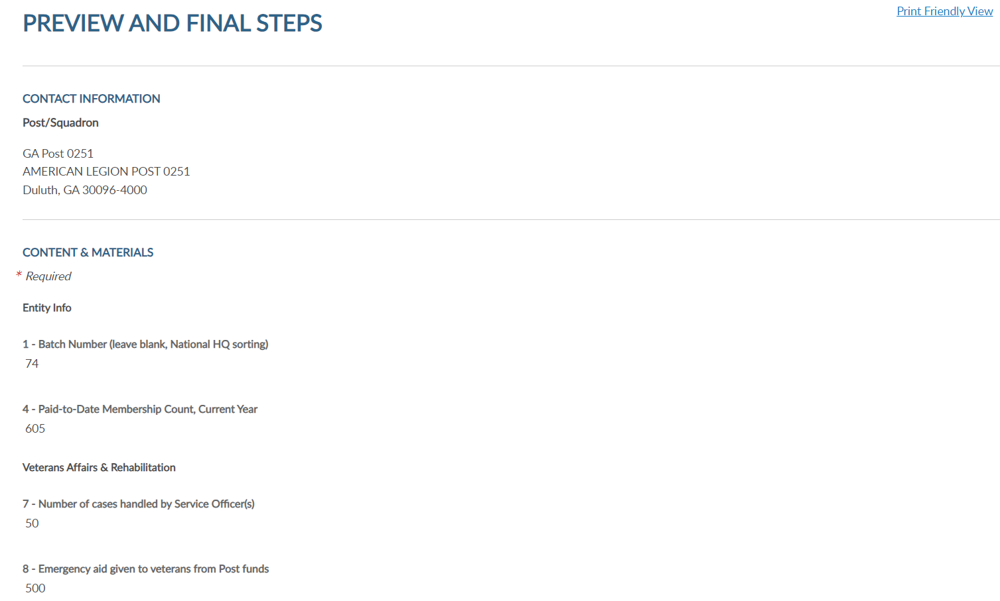 PREVIEW AND FINAL STEPS
Print Friendly View
CONTACT INFORMATION
Post/Squadron
GA Post 0251
AMERICAN LEGION POST 0251
Duluth, GA 30096-4000
CONTENT & MATERIALS
* Required
Entity Info
1 - Batch Number (leave blank, National HQ sorting)
74
4 - Paid-to-Date Membership Count, Current Year
605
Veterans Affairs & Rehabilitation
7 - Number of cases handled by Service Officer(s)
50
8 - Emergency aid given to veterans from Post funds
500